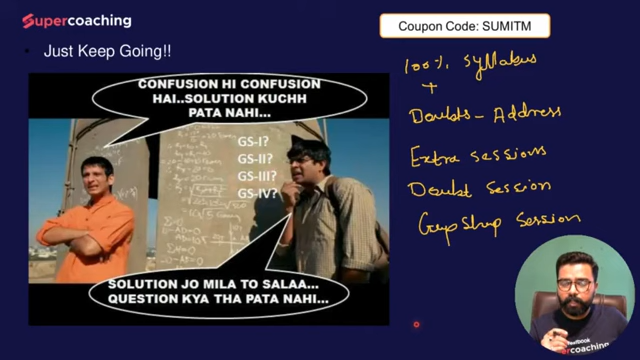 Supercoaching
Coupon Code: SUMITM
Just Keep Going!!
100% Syllabus
+
Doubts - Address
Extra Sessions
Doubt Session
GupShup Session
CONFUSION HI CONFUSION
HAI..SOLUTION KUCHH
PATA NAHI...
GS-I?
GS-II?
GS-III?
GS-IV?
SOLUTION JO MILA TO SALAA...
QUESTION KYA THA PATA NAHI...